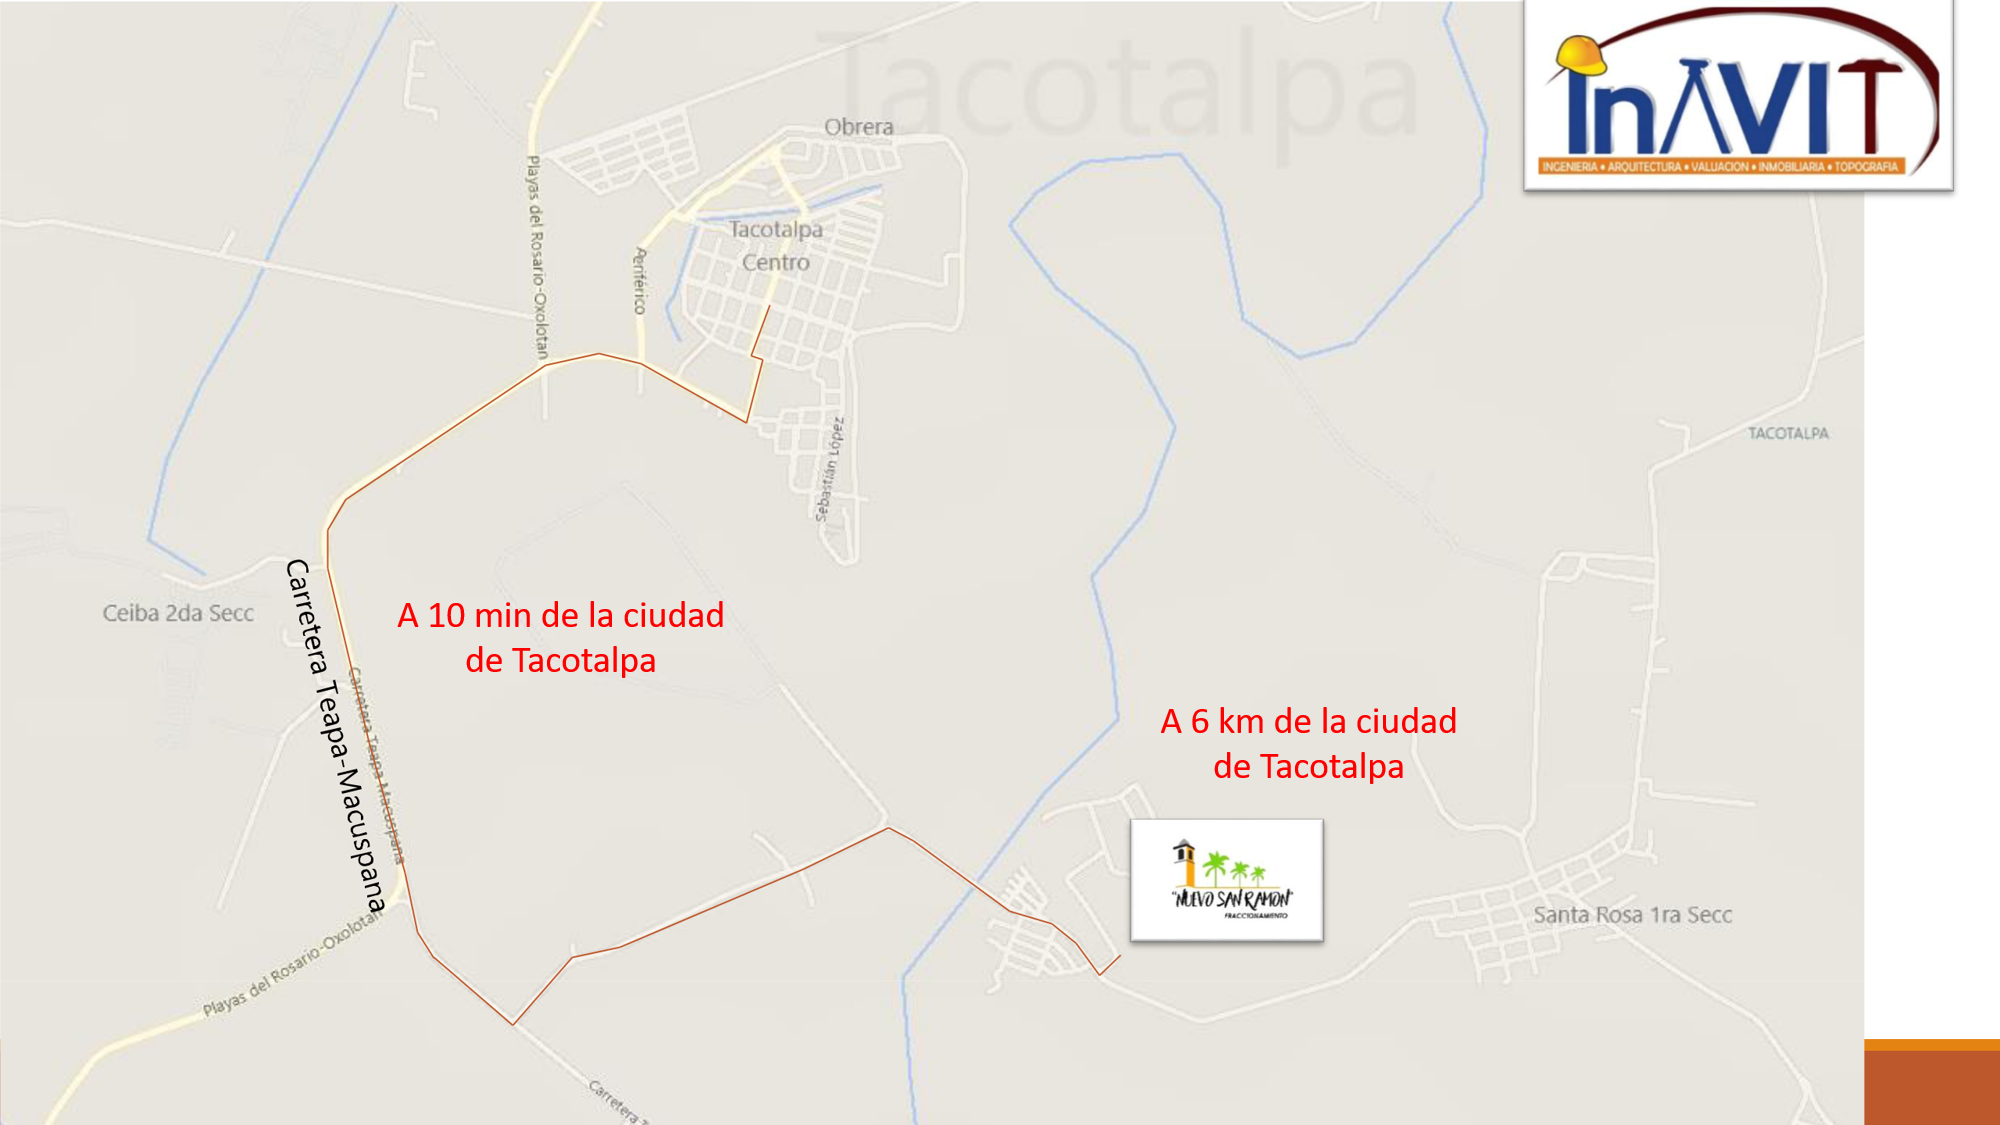 Tacotalpa
InAVIT
INGENIERIA • ARQUITECTURA • VALUACION • INMOBILIARIA • TOPOGRAFIA
Obrera
Playas del Rosario-Oxolotan
Tacotalpa
Centro
Periférico
Sebastián López
TACOTALPA
Ceiba 2da Secc
Carretera Teapa-Macuspana
Carretera Teapa Macuspana
A 10 min de la ciudad
de Tacotalpa
A 6 km de la ciudad
de Tacotalpa
"NUEVO SAN RAMON"
FRACCIONAMIENTO
Santa Rosa 1ra Secc
Playas del Rosario-Oxolotan
Carretera